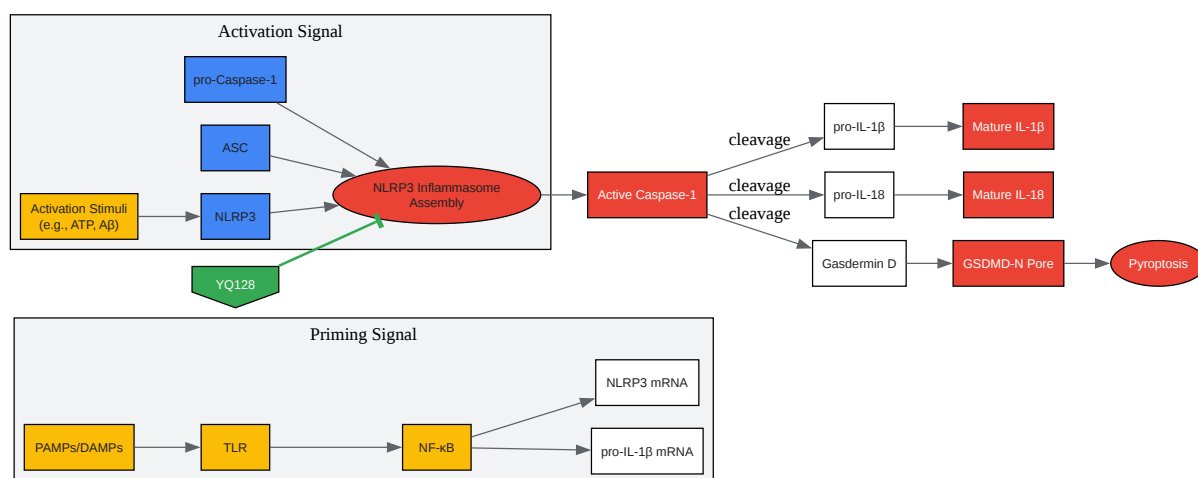 Activation Signal
pro-Caspase-1
ASC
Activation Stimuli
(e.g., ATP, Aβ)
NLRP3
NLRP3 Inflammasome
Assembly
YQ128
Active Caspase-1
cleavage
cleavage
cleavage
pro-IL-1β
Mature IL-1β
pro-IL-18
Mature IL-18
Gasdermin D
GSDMD-N Pore
Pyroptosis
Priming Signal
PAMPs/DAMPs
TLR
NF-κB
NLRP3 mRNA
pro-IL-1β mRNA